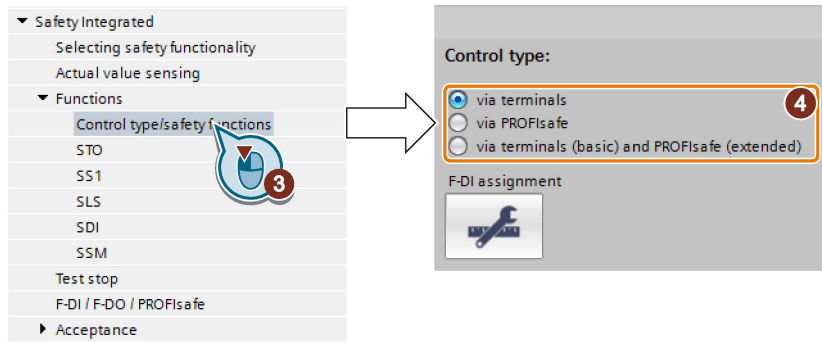 Safety Integrated
Selecting safety functionality
Actual value sensing
Functions
Control type/safety functions
STO
SS1
SLS
SDI
SSM
Test stop
F-DI / F-DO / PROFIsafe
Acceptance
3
Control type:
via terminals
via PROFIsafe
via terminals (basic) and PROFIsafe (extended)
4
F-DI assignment